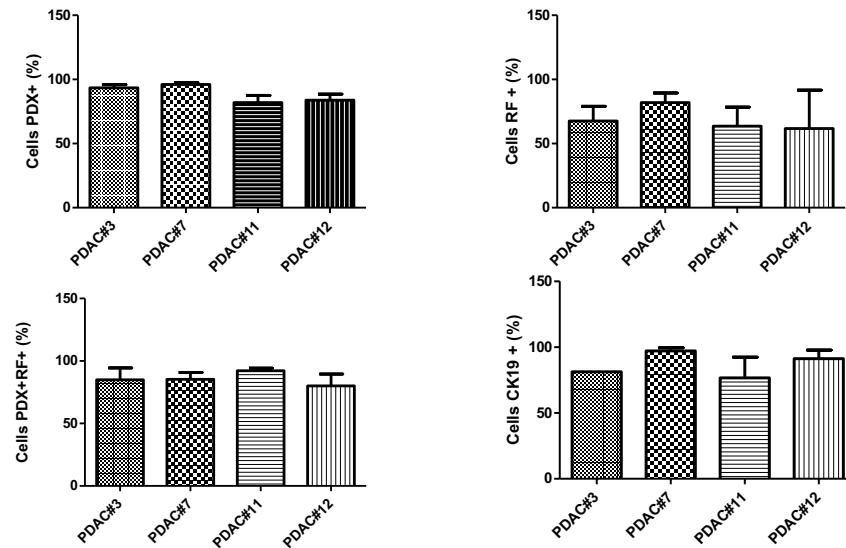 Cells PDX+ (%)
150
100
50
0
PDAC#3
PDAC#7
PDAC#11
PDAC#12
Cells RF + (%)
150
100
50
0
PDAC#3
PDAC#7
PDAC#11
PDAC#12
Cells PDX+RF+ (%)
150
100
50
0
PDAC#3
PDAC#7
PDAC#11
PDAC#12
Cells CK19 + (%)
150
100
50
0
PDAC#3
PDAC#7
PDAC#11
PDAC#12